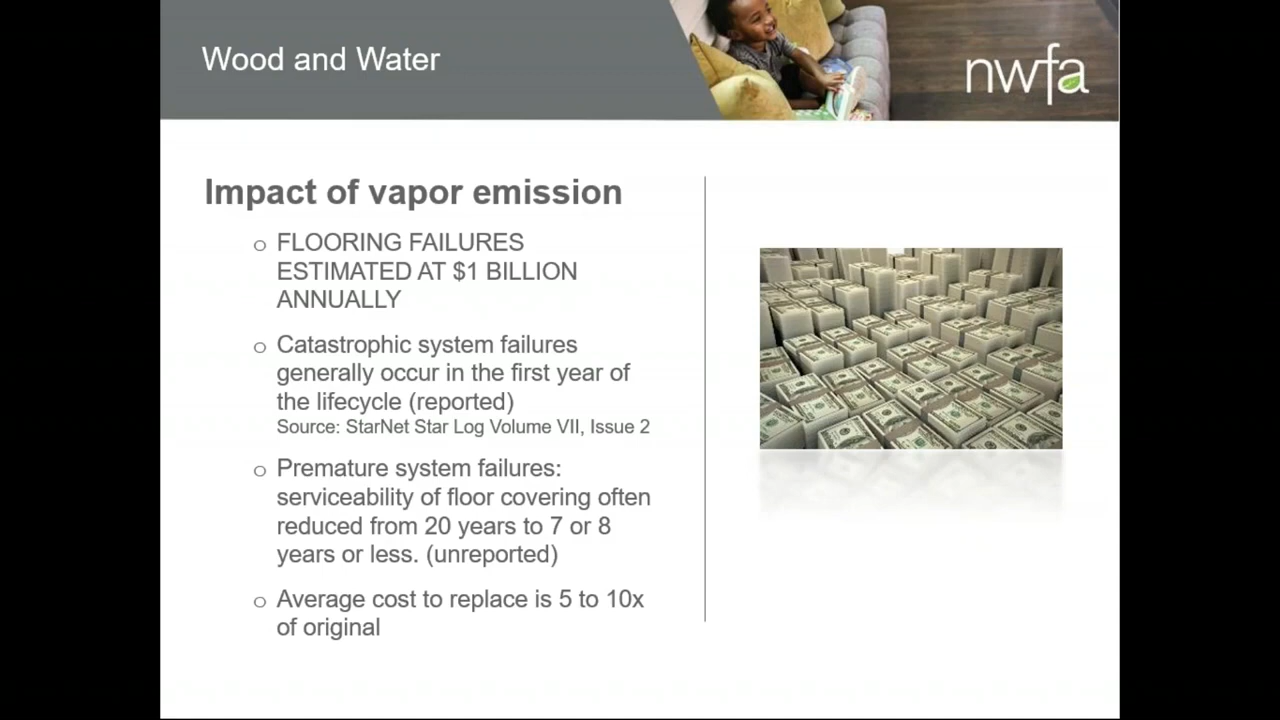 Wood and Water
nwfa
Impact of vapor emission
o FLOORING FAILURES
ESTIMATED AT $1 BILLION
ANNUALLY
o Catastrophic system failures
generally occur in the first year of
the lifecycle (reported)
Source: StarNet Star Log Volume VII, Issue 2
o Premature system failures:
serviceability of floor covering often
reduced from 20 years to 7 or 8
years or less. (unreported)
o Average cost to replace is 5 to 10x
of original